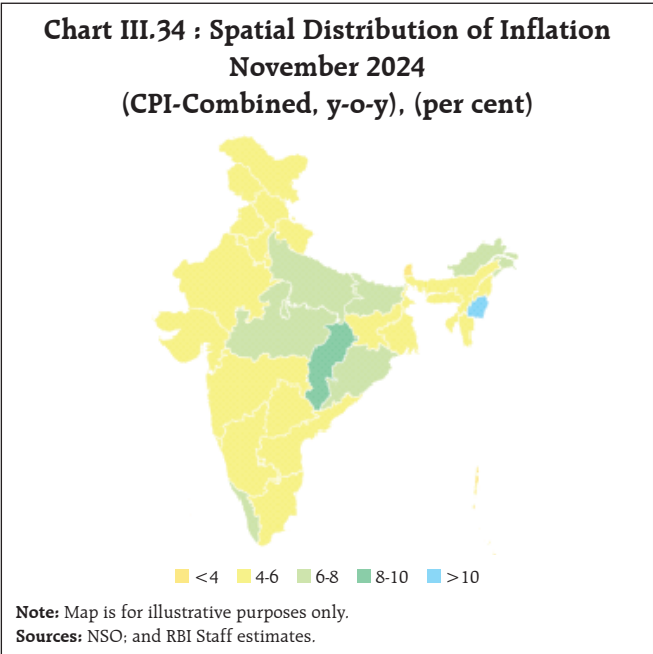 Chart III.34 : Spatial Distribution of Inflation
November 2024
(CPI-Combined, y-o-y), (per cent)
<4 4-6 6-8 8-10 >10
Note: Map is for illustrative purposes only.
Sources: NSO; and RBI Staff estimates.